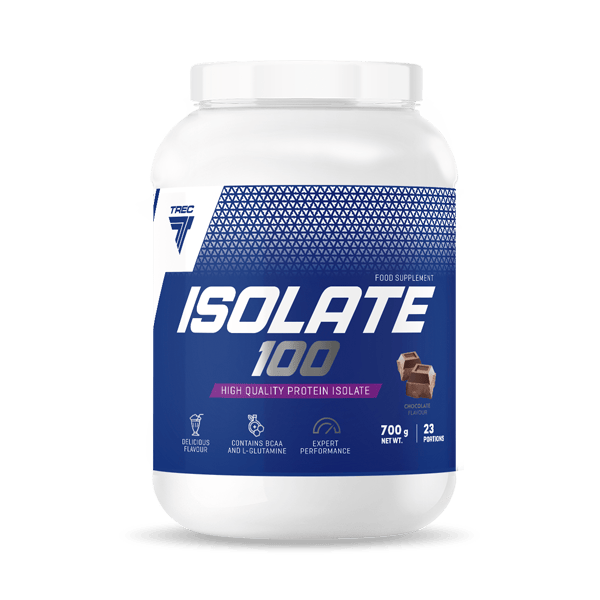 TREC
FOOD SUPPLEMENT
ISOLATE
100
HIGH QUALITY PROTEIN ISOLATE
CHOCOLATE
FLAVOUR
DELICIOUS
FLAVOUR
CONTAINS BCAA
AND L-GLUTAMINE
EXPERT
PERFORMANCE
700 g
NET WT.
23
PORTIONS